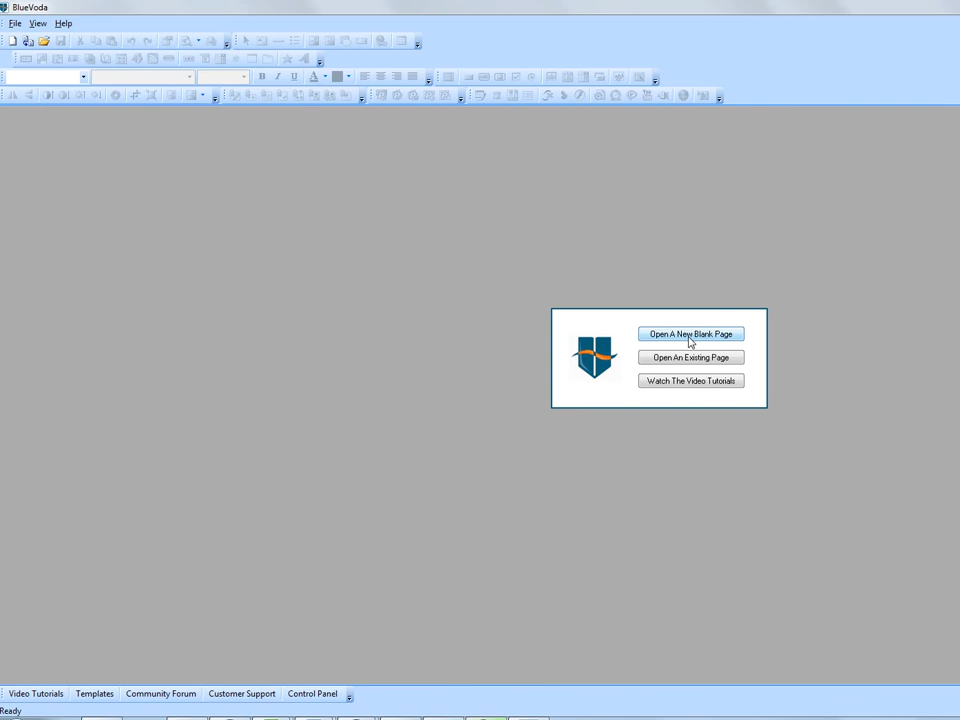 BlueVoda
File View Help
B I U A
Open A New Blank Page
Open An Existing Page
Watch The Video Tutorials
Video Tutorials Templates Community Forum Customer Support Control Panel
Ready